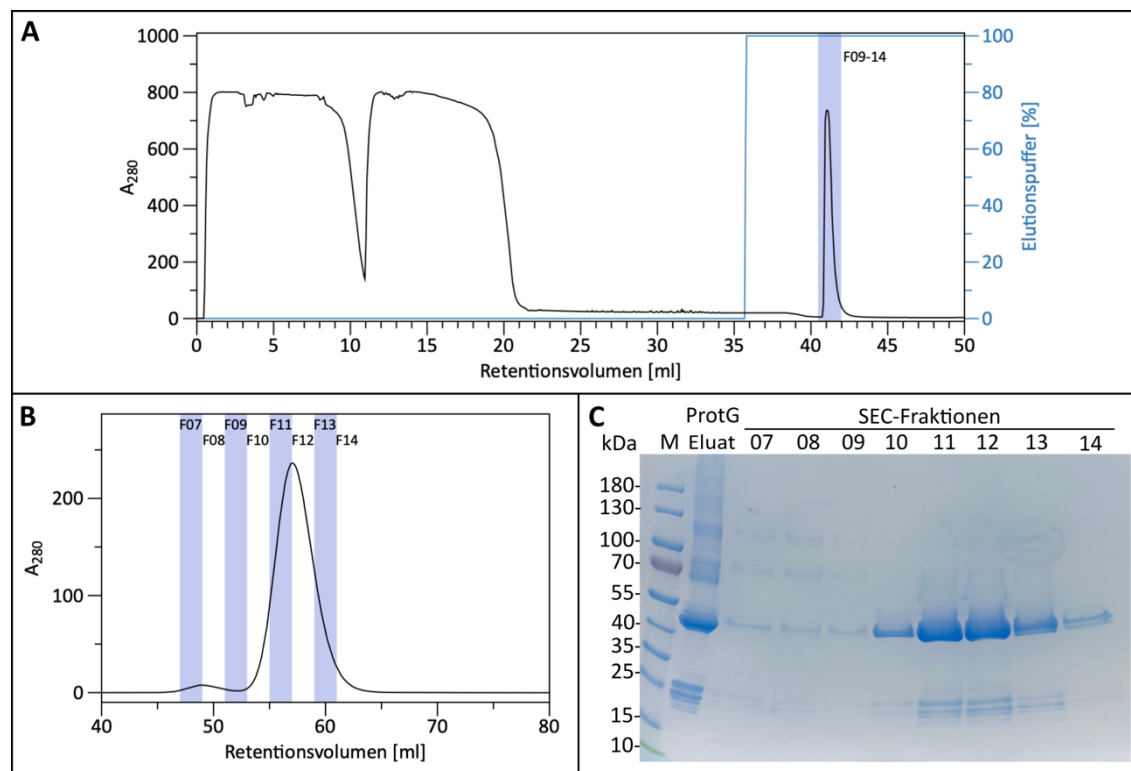 A
1000
800
600
400
200
0
A280
100
80
60
40
20
0
Elutionspuffer [%]
F09-14
0 5 10 15 20 25 30 35 40 45 50
Retentionsvolumen [ml]
B
F07 F09 F11 F13
F08 F10 F12 F14
200
100
0
A280
40 50 60 70 80
Retentionsvolumen [ml]
C
ProtG SEC-Fraktionen
kDa M Eluat 07 08 09 10 11 12 13 14
180-
130-
100-
70-
55-
40-
35-
25-
15-
10-